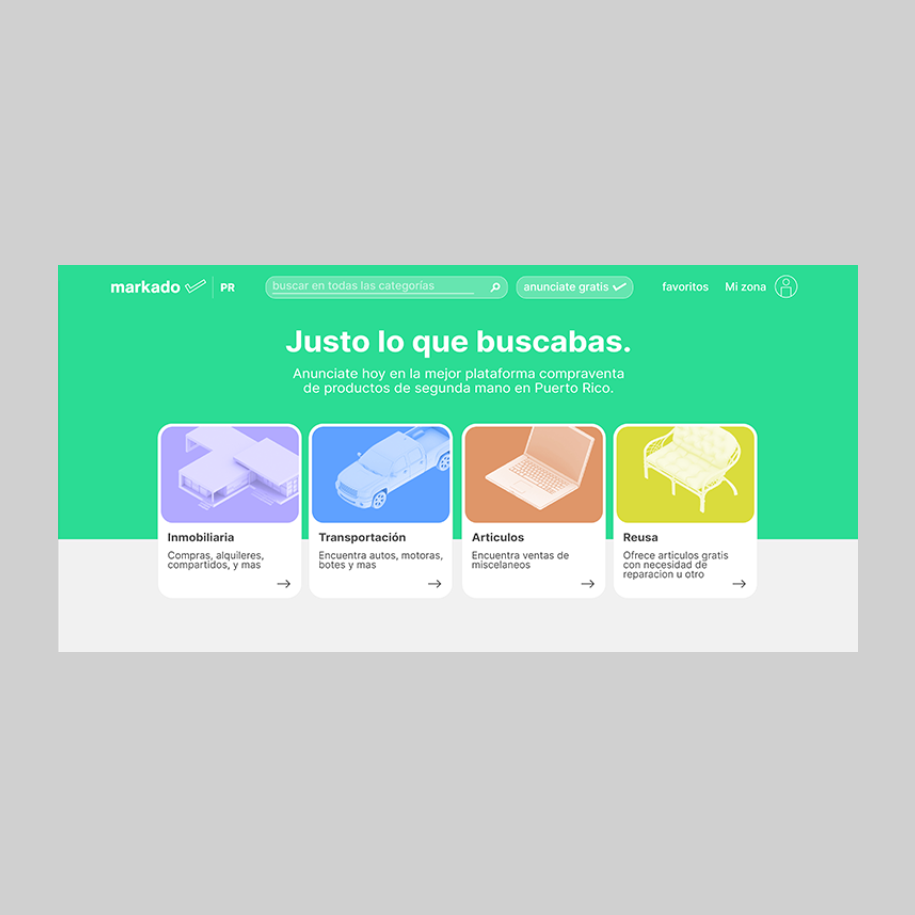 markado PR
buscar en todas las categorías
anunciate gratis
favoritos
Mi zona
Justo lo que buscabas.
Anunciate hoy en la mejor plataforma compraventa
de productos de segunda mano en Puerto Rico.
Inmobiliaria
Compras, alquileres,
compartidos, y mas
Transportación
Encuentra autos, motoras,
botes y mas
Articulos
Encuentra ventas de
miscelaneos
Reusa
Ofrece articulos gratis
con necesidad de
reparacion u otro